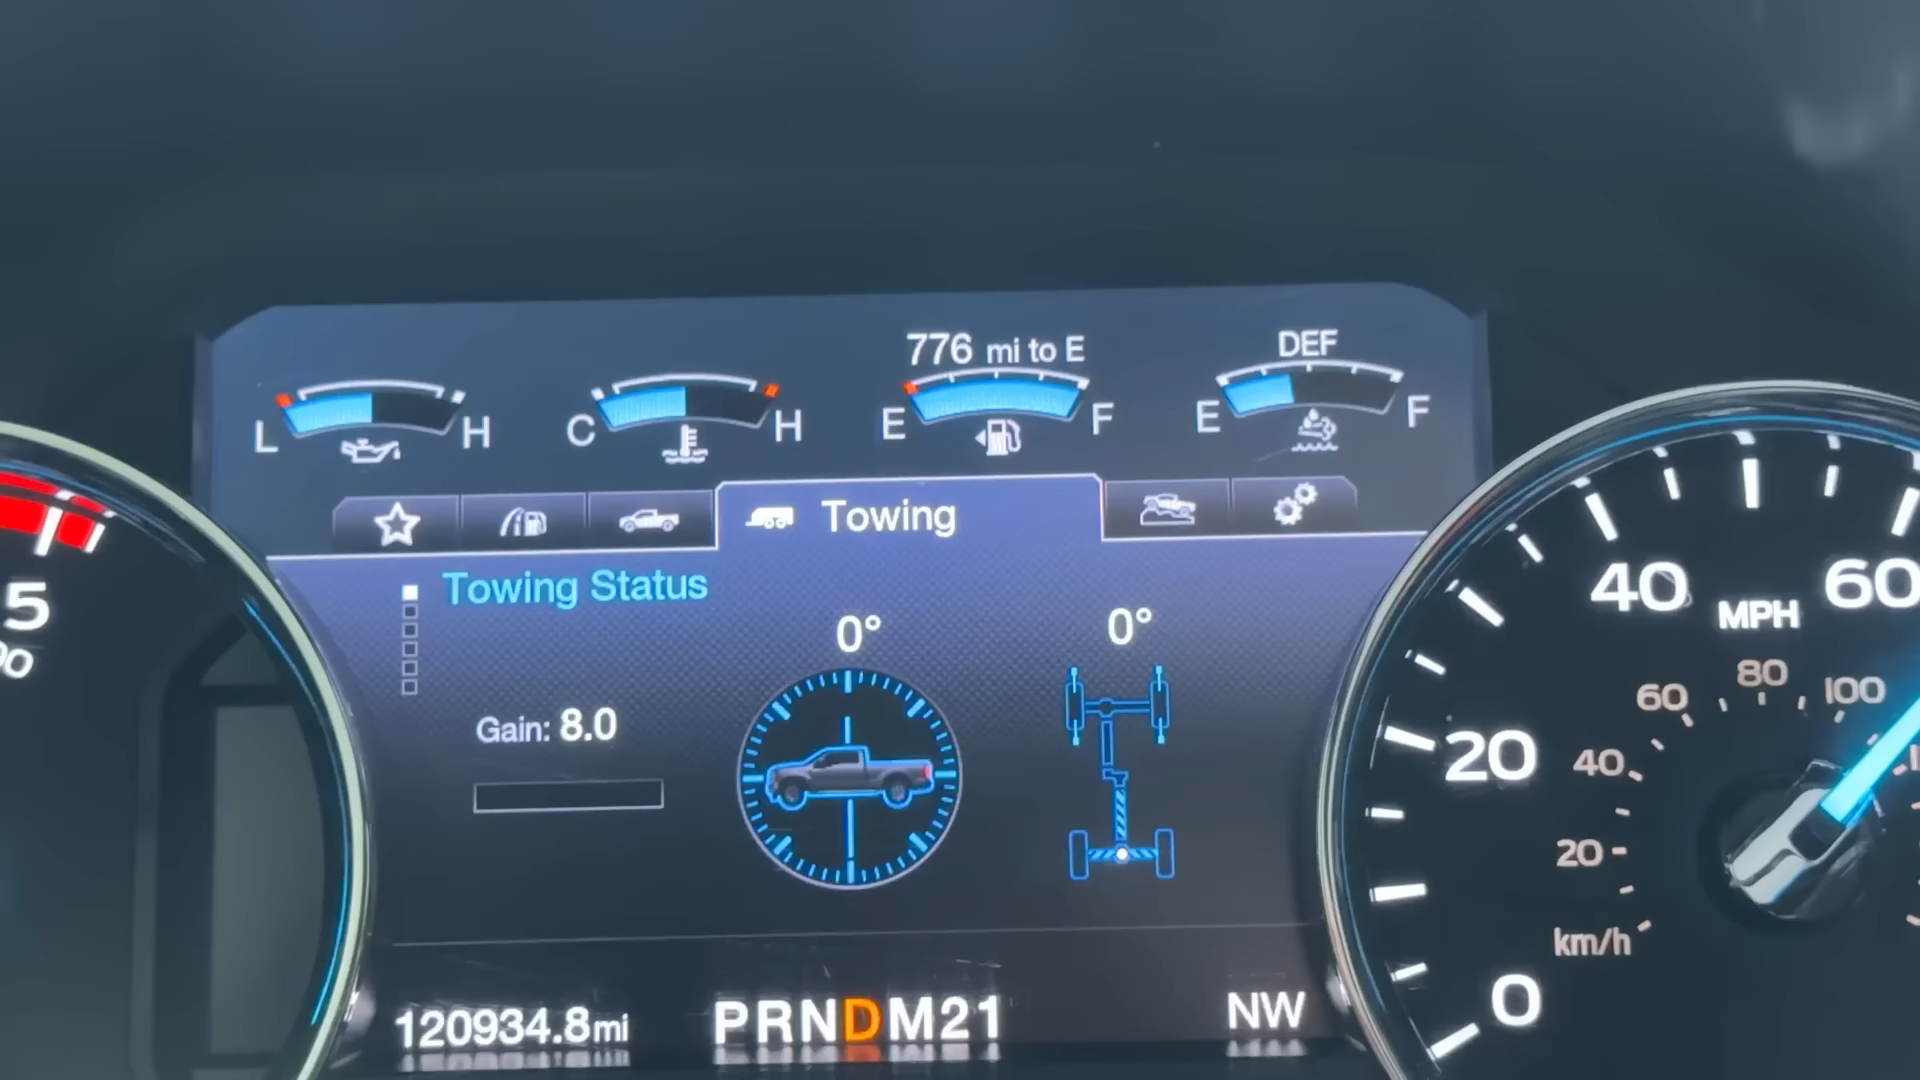 776 mi to E
DEF
L H
C H
E F
E F
Towing
Towing Status
0°
0°
Gain: 8.0
120934.8mi
PRNDM21
NW
5
0
20
40
60
MPH
20
40
60
80
100
km/h